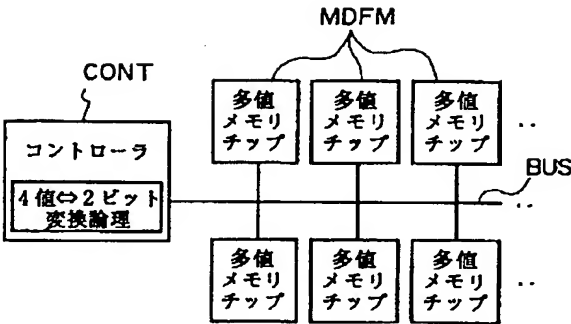 MDFM
CONT
多値
メモリ
チップ
多値
メモリ
チップ
多値
メモリ
チップ
‥
コントローラ
4値⇔2ビット
変換論理
BUS
‥
多値
メモリ
チップ
多値
メモリ
チップ
多値
メモリ
チップ
‥